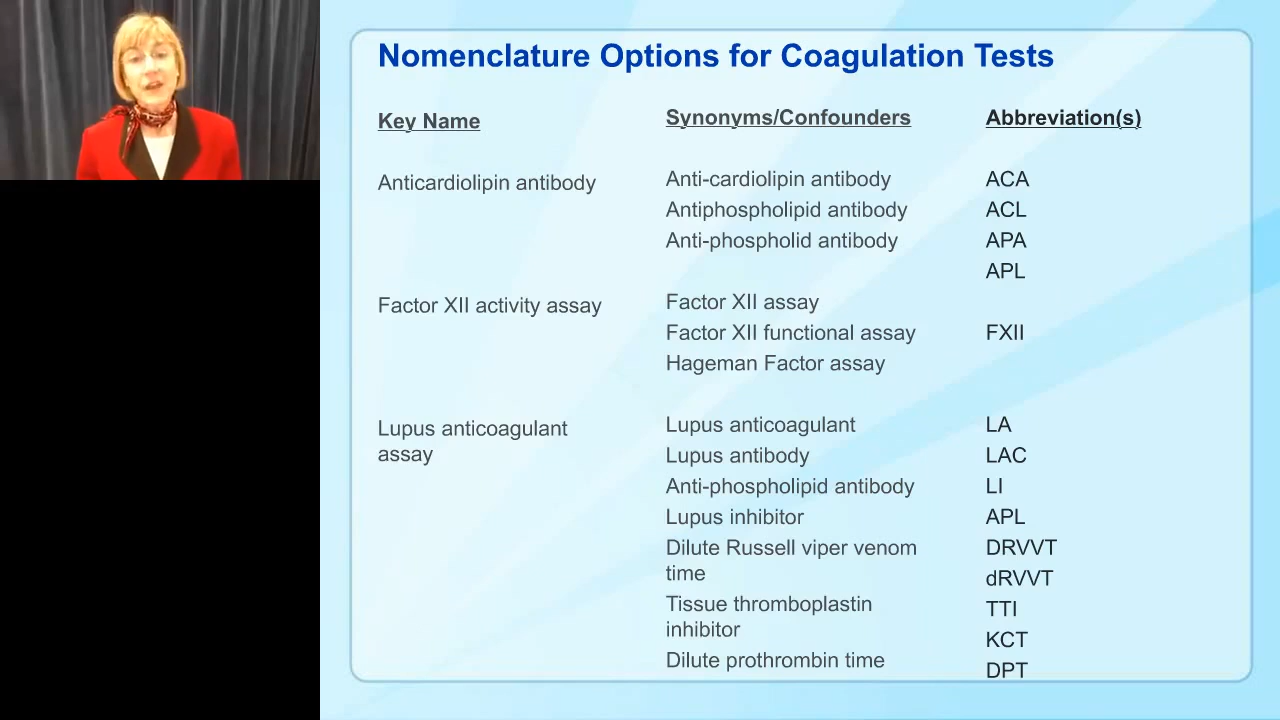 Nomenclature Options for Coagulation Tests
Key Name
Synonyms/Confounders
Abbreviation(s)
Anticardiolipin antibody
Anti-cardiolipin antibody
ACA
Antiphospholipid antibody
ACL
Anti-phospholid antibody
APA
APL
Factor XII activity assay
Factor XII assay
Factor XII functional assay
FXII
Hageman Factor assay
Lupus anticoagulant
assay
Lupus anticoagulant
LA
Lupus antibody
LAC
Anti-phospholipid antibody
LI
Lupus inhibitor
APL
Dilute Russell viper venom
time
DRVVT
dRVVT
Tissue thromboplastin
inhibitor
TTI
KCT
Dilute prothrombin time
DPT